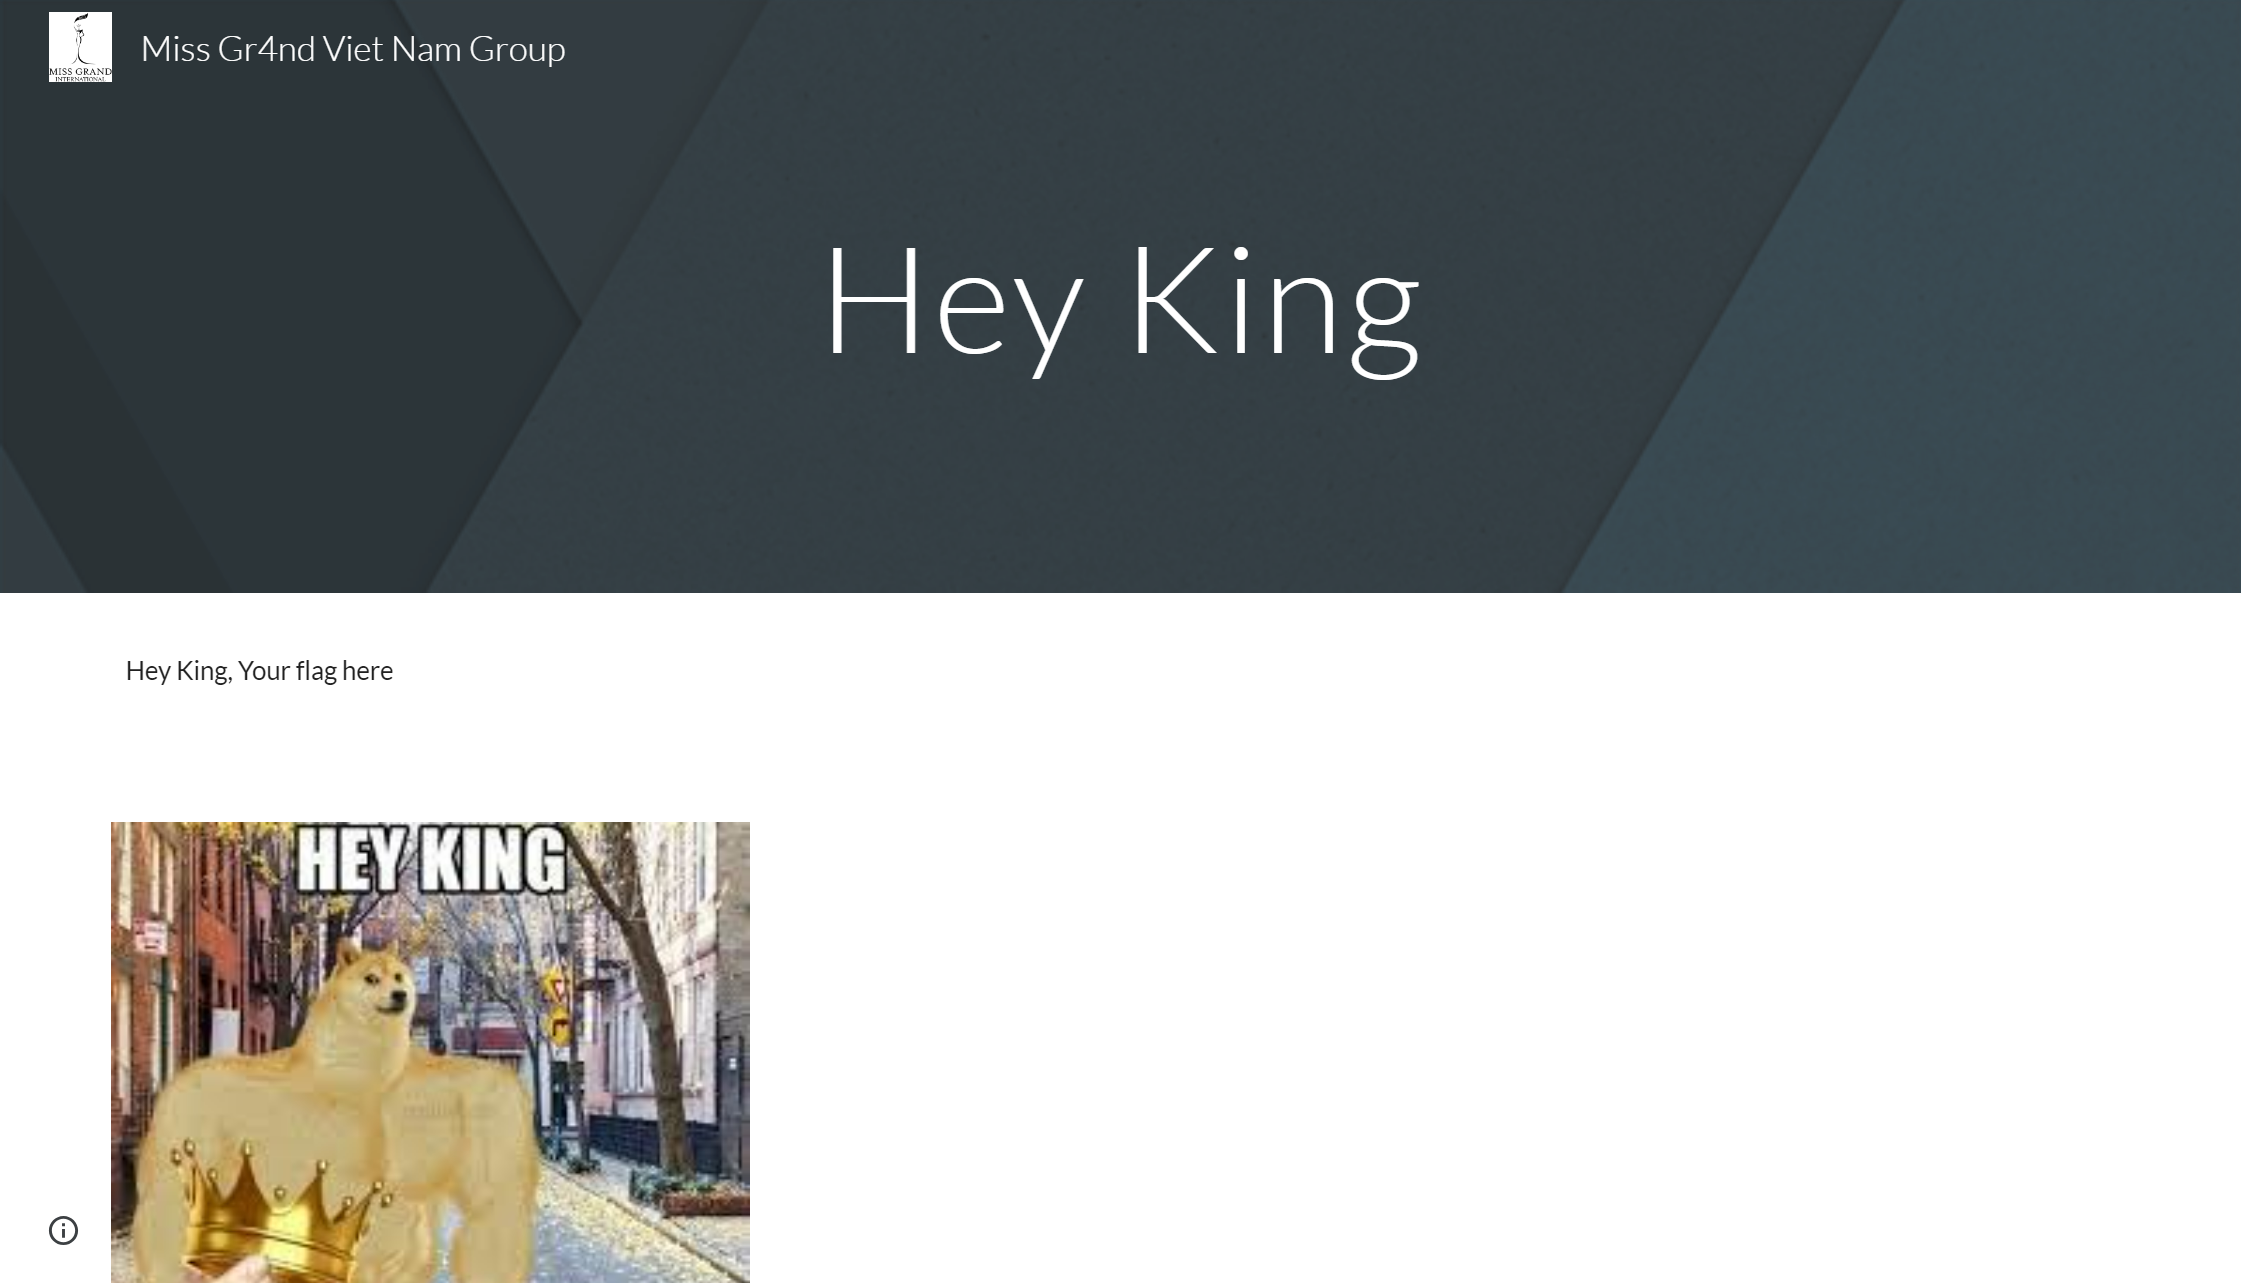 MISS GRAND
INTERNATIONAL
Miss Gr4nd Viet Nam Group
Hey King
Hey King, Your flag here
HEY KING